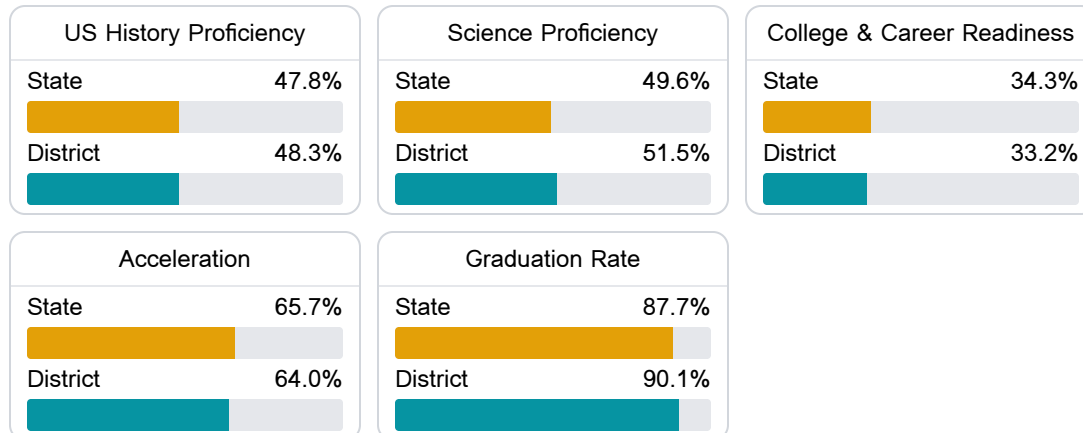 US History Proficiency
State 47.8%
District 48.3%
Science Proficiency
State 49.6%
District 51.5%
College & Career Readiness
State 34.3%
District 33.2%
Acceleration
State 65.7%
District 64.0%
Graduation Rate
State 87.7%
District 90.1%